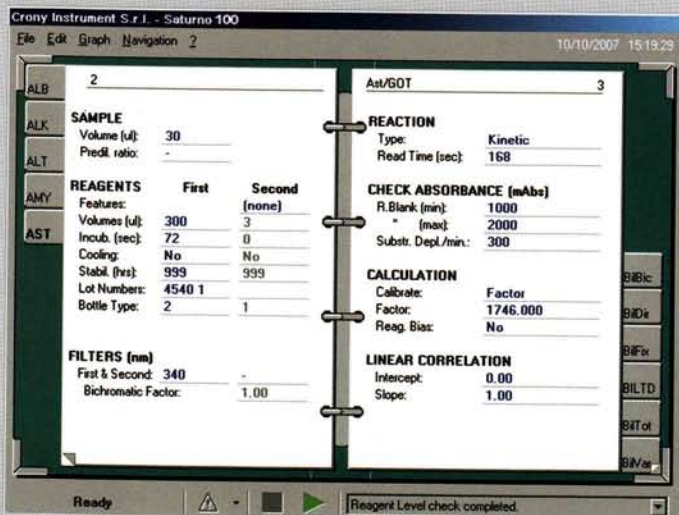 Crony Instrument S.r.l. - Saturno 100
File Edit Graph Navigation ?
10/10/2007 15:19:29
ALB
ALK
ALT
AMY
AST
2
SAMPLE
Volume (ul): 30
Predil. ratio: -
REAGENTS First Second
Features: (none)
Volumes (ul): 300 3
Incub. (sec): 72 0
Cooling: No No
Stabil. (hrs): 999 999
Lot Numbers: 4540 1
Bottle Type: 2 1
FILTERS (nm)
First & Second: 340 -
Bichromatic Factor: 1.00
Ast/GOT 3
REACTION
Type: Kinetic
Read Time (sec): 168
CHECK ABSORBANCE (mAbs)
R.Blank (min): 1000
" (max): 2000
Substr. Depl./min.: 300
CALCULATION
Calibrate: Factor
Factor: 1746.000
Reag. Bias: No
LINEAR CORRELATION
Intercept: 0.00
Slope: 1.00
BilBic
BilDir
BilFix
BILTD
BilTot
BilVar
Ready
Reagent Level check completed.